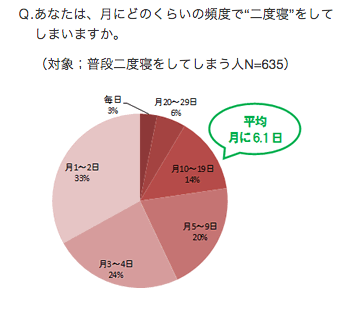 Q.あなたは、月にどのくらいの頻度で“二度寝”をして
しまいますか。
（対象；普段二度寝をしてしまう人N=635）
毎日
3%
月20～29日
6%
平均
月に6.1日
月10～19日
14%
月5～9日
20%
月3～4日
24%
月1～2日
33%